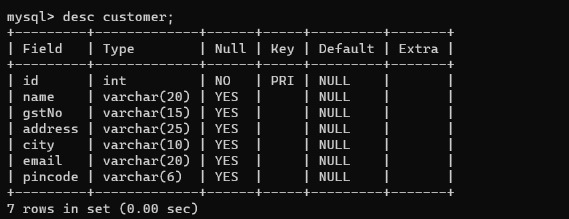 mysql> desc customer;
+---------+-------------+------+-----+---------+-------+
| Field   | Type        | Null | Key | Default | Extra |
+---------+-------------+------+-----+---------+-------+
| id      | int         | NO   | PRI | NULL    |       |
| name    | varchar(20) | YES  |     | NULL    |       |
| gstNo   | varchar(15) | YES  |     | NULL    |       |
| address | varchar(25) | YES  |     | NULL    |       |
| city    | varchar(10) | YES  |     | NULL    |       |
| email   | varchar(20) | YES  |     | NULL    |       |
| pincode | varchar(6)  | YES  |     | NULL    |       |
+---------+-------------+------+-----+---------+-------+
7 rows in set (0.00 sec)